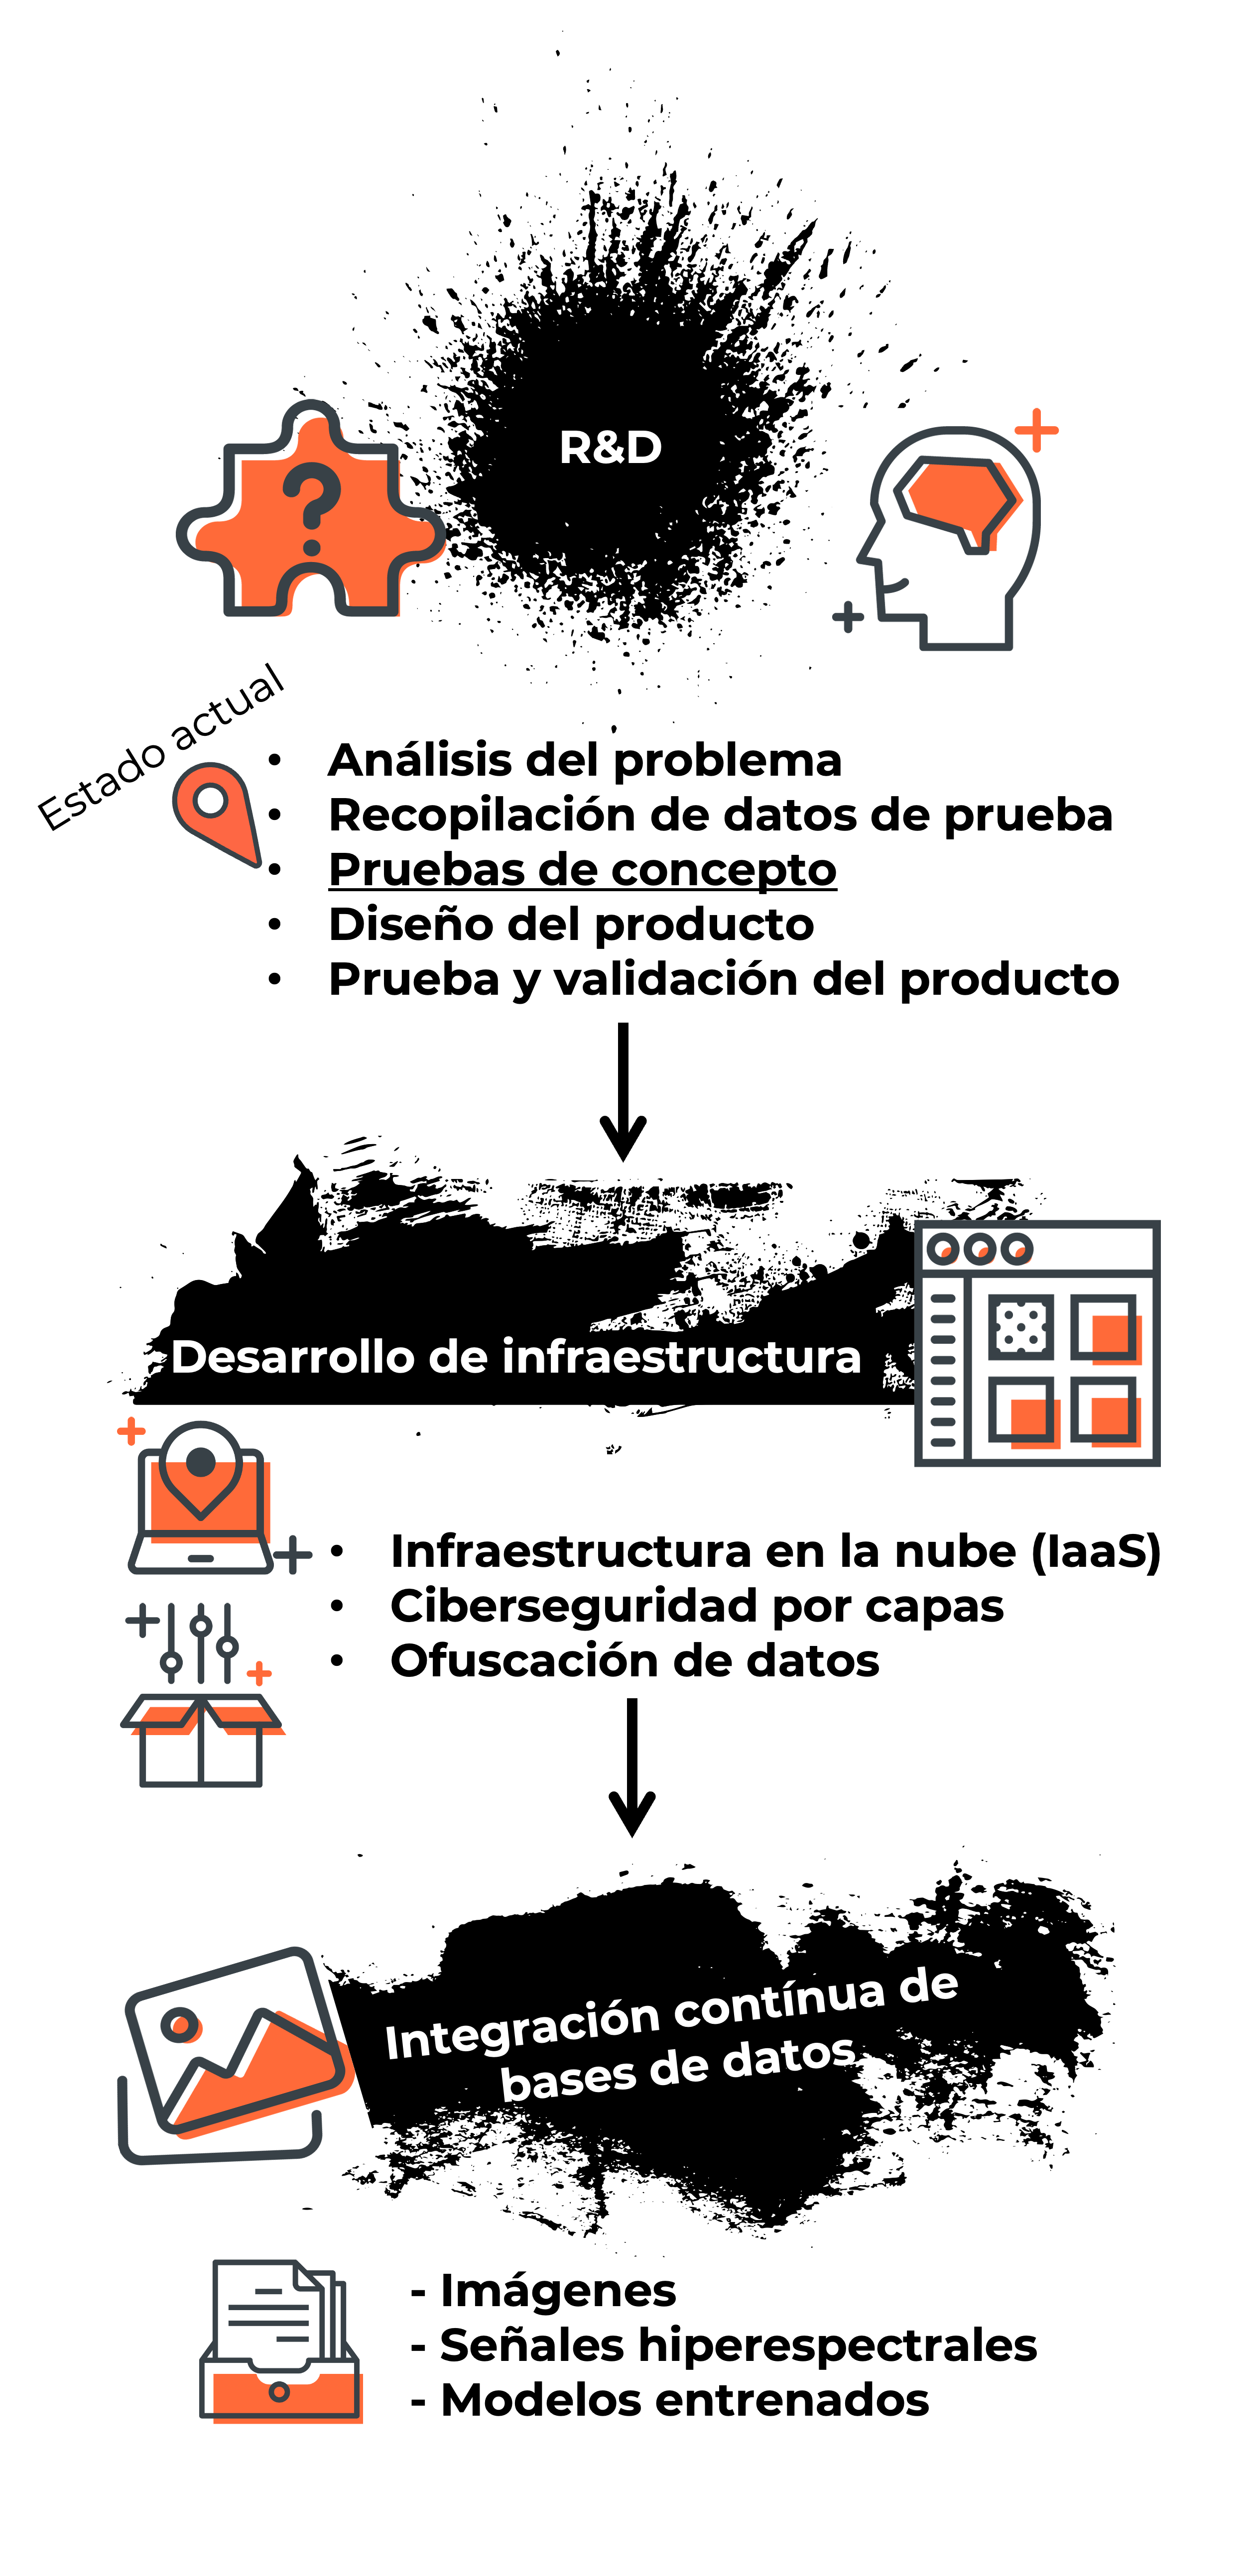 R&D
Estado actual
• Análisis del problema
• Recopilación de datos de prueba
• Pruebas de concepto
• Diseño del producto
• Prueba y validación del producto
Desarrollo de infraestructura
• Infraestructura en la nube (IaaS)
• Ciberseguridad por capas
• Ofuscación de datos
Integración contínua de
bases de datos
- Imágenes
- Señales hiperespectrales
- Modelos entrenados